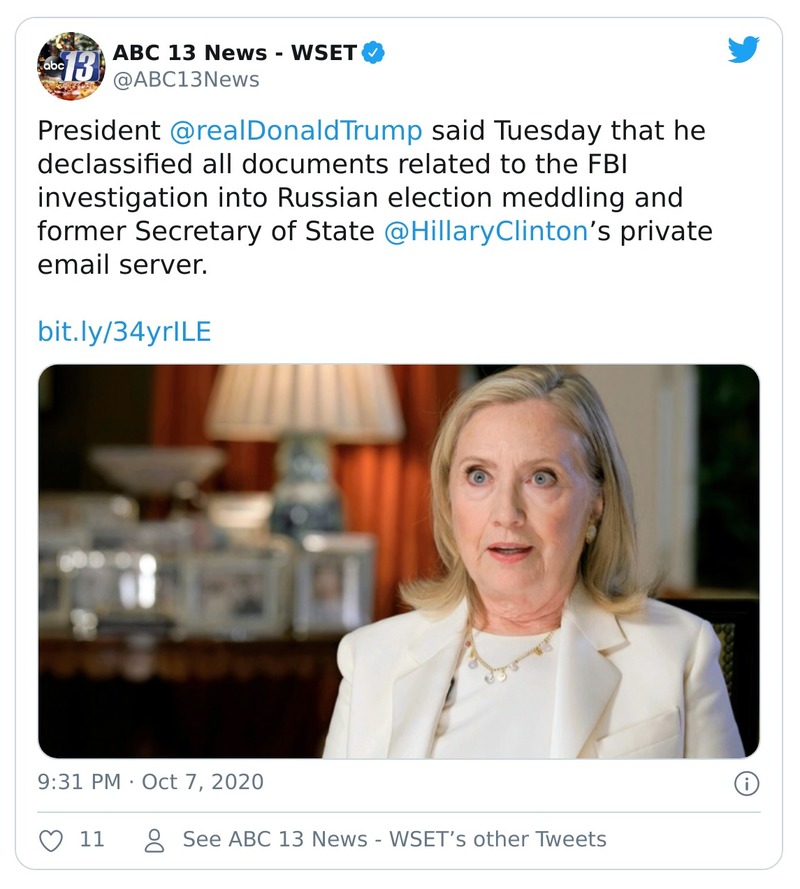 abc 13
ABC 13 News - WSET
@ABC13News
President @realDonaldTrump said Tuesday that he
declassified all documents related to the FBI
investigation into Russian election meddling and
former Secretary of State @HillaryClinton’s private
email server.
bit.ly/34yrILE
9:31 PM · Oct 7, 2020
11
See ABC 13 News - WSET’s other Tweets